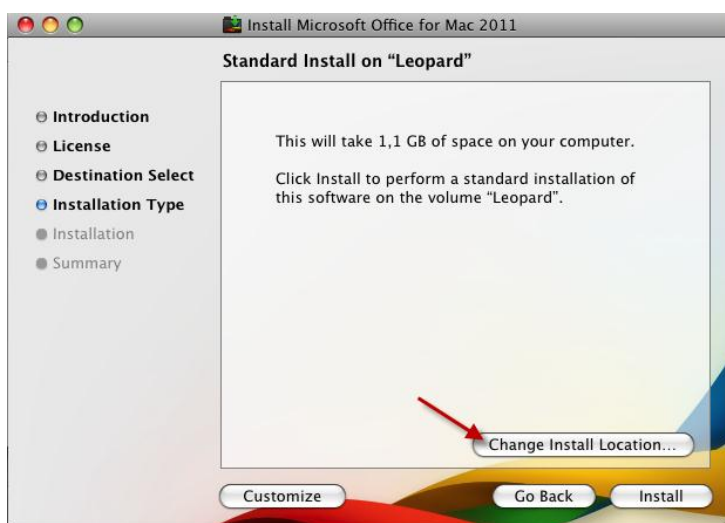 Install Microsoft Office for Mac 2011
Standard Install on “Leopard”
Introduction
License
Destination Select
Installation Type
Installation
Summary
This will take 1,1 GB of space on your computer.
Click Install to perform a standard installation of
this software on the volume “Leopard”.
Change Install Location...
Customize
Go Back
Install